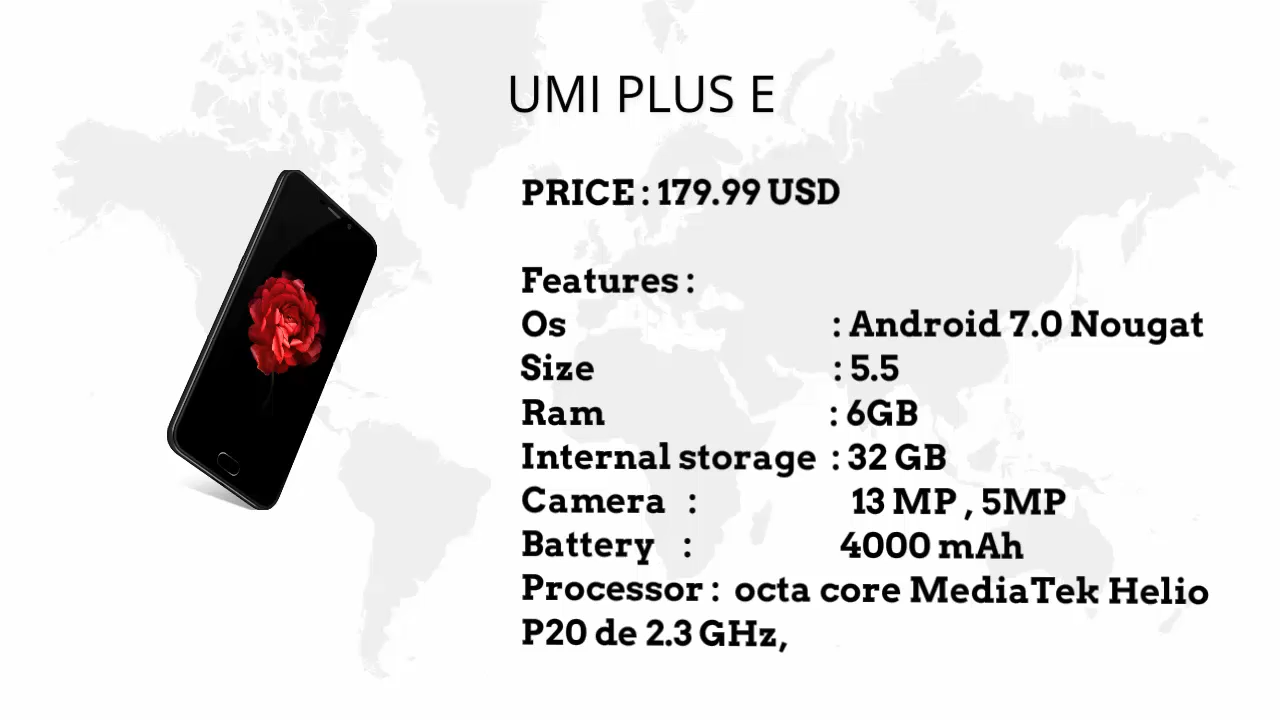 UMI PLUS E
PRICE : 179.99 USD
Features :
Os : Android 7.0 Nougat
Size : 5.5
Ram : 6GB
Internal storage : 32 GB
Camera : 13 MP , 5MP
Battery : 4000 mAh
Processor : octa core MediaTek Helio
P20 de 2.3 GHz,